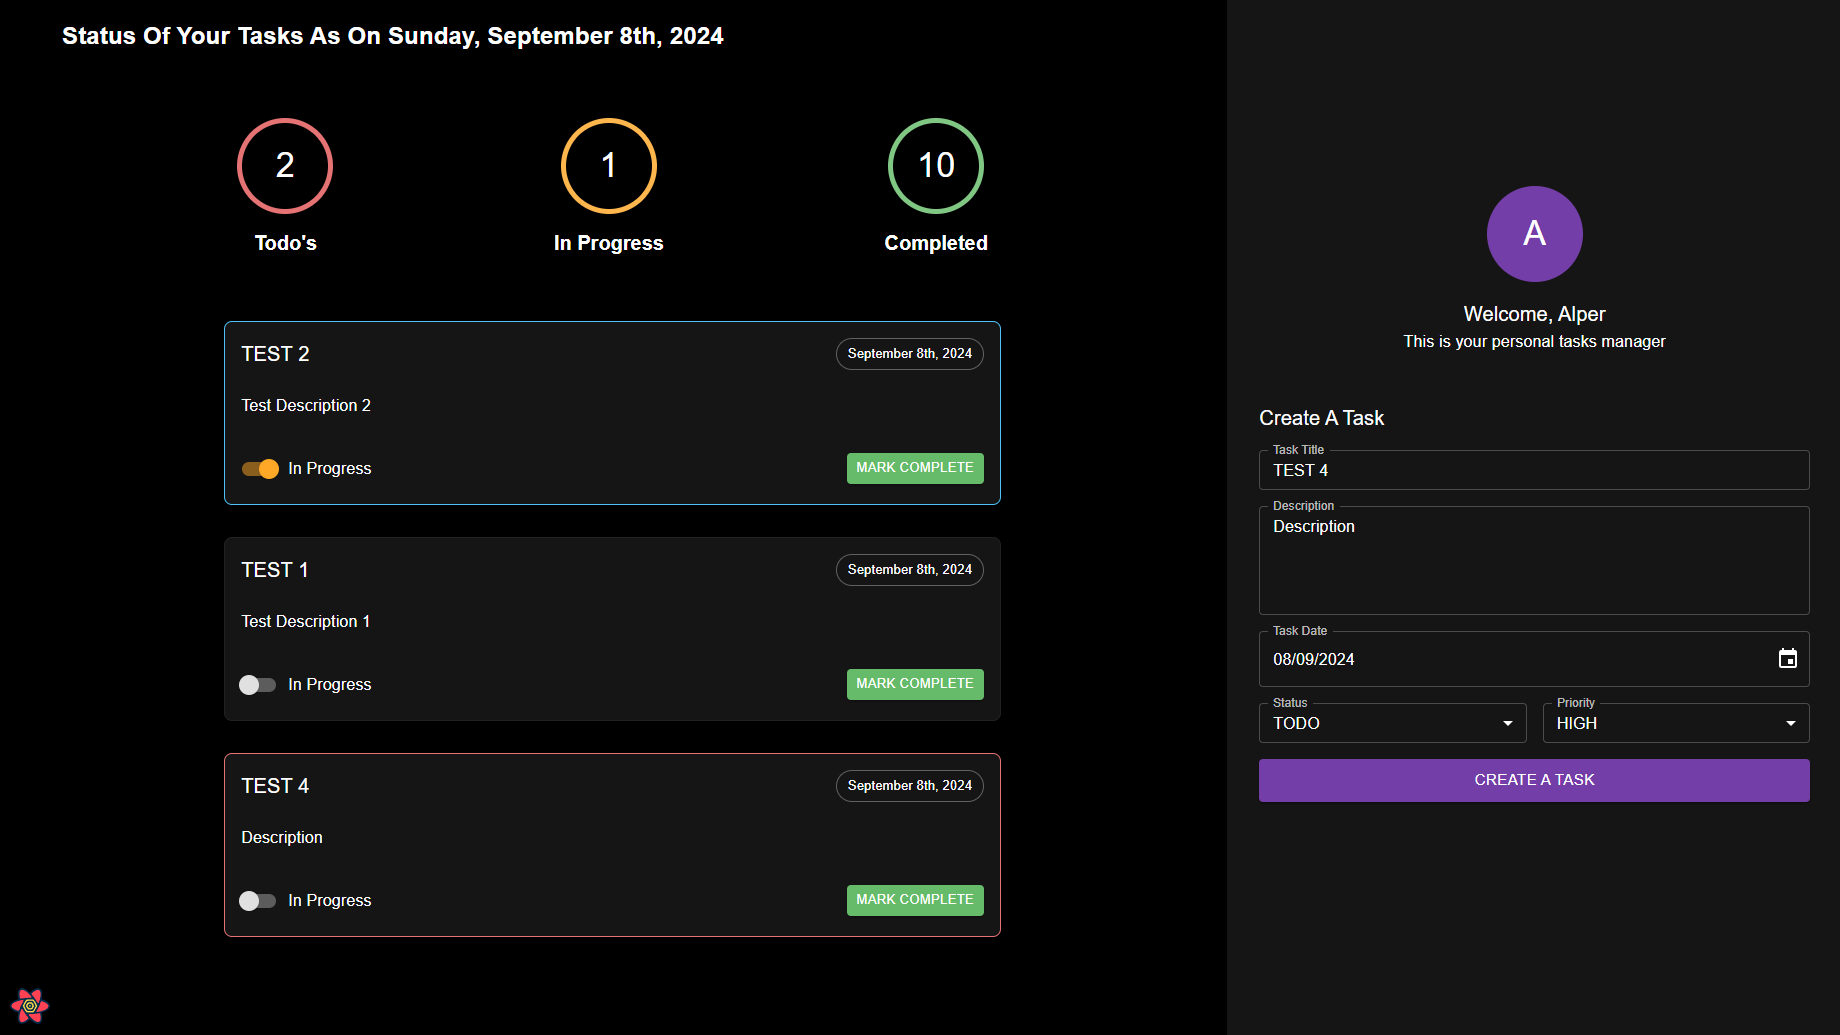 Status Of Your Tasks As On Sunday, September 8th, 2024
2
1
10
Todo's
In Progress
Completed
TEST 2
September 8th, 2024
Test Description 2
In Progress
MARK COMPLETE
TEST 1
September 8th, 2024
Test Description 1
In Progress
MARK COMPLETE
TEST 4
September 8th, 2024
Description
In Progress
MARK COMPLETE
A
Welcome, Alper
This is your personal tasks manager
Create A Task
Task Title
TEST 4
Description
Description
Task Date
08/09/2024
Status
TODO
Priority
HIGH
CREATE A TASK